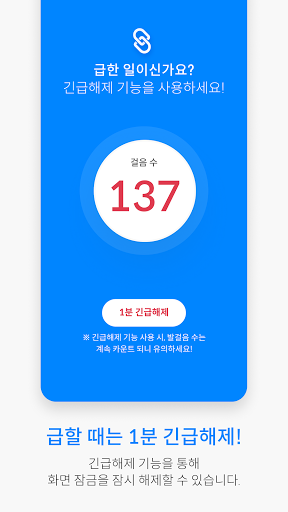 급한 일이신가요?
긴급해제 기능을 사용하세요!
걸음 수
137
1분 긴급해제
※ 긴급해제 기능 사용 시, 발걸음 수는
계속 카운트 되니 유의하세요!
급할 때는 1분 긴급해제!
긴급해제 기능을 통해
화면 잠금을 잠시 해제할 수 있습니다.